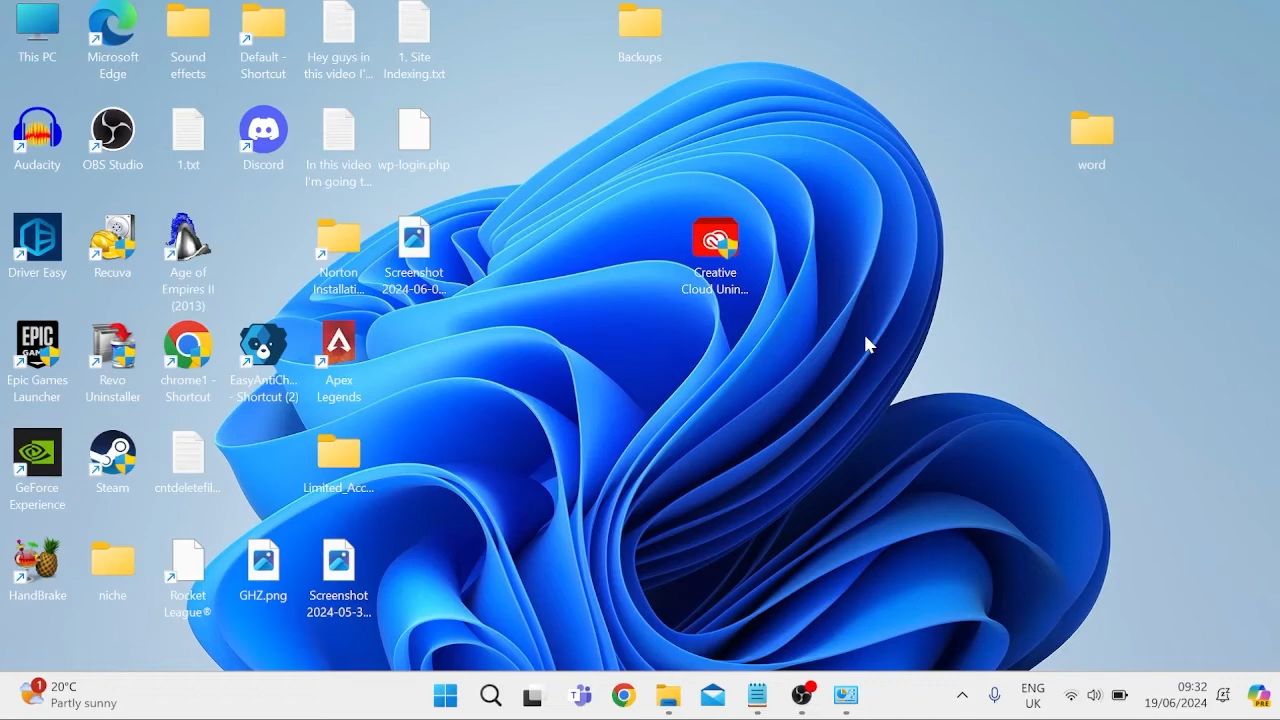 This PC
Microsoft
Edge
Sound
effects
Default -
Shortcut
Hey guys in
this video I'...
1. Site
Indexing.txt
Backups
Audacity
OBS Studio
1.txt
Discord
In this video
I'm going t...
wp-login.php
word
Driver Easy
Recuva
Age of
Empires II
(2013)
Norton
Installati...
Screenshot
2024-06-0...
Creative
Cloud Unin...
EPIC
GAMES
Epic Games
Launcher
Revo
Uninstaller
chrome1 -
Shortcut
EasyAntiCh...
- Shortcut (2)
Apex
Legends
GeForce
Experience
Steam
cntdeletefil...
Limited_Acc...
HandBrake
niche
Rocket
League®
GHZ.png
Screenshot
2024-05-3...
1
20°C
Partly sunny
ENG
UK
09:32
19/06/2024
PRE